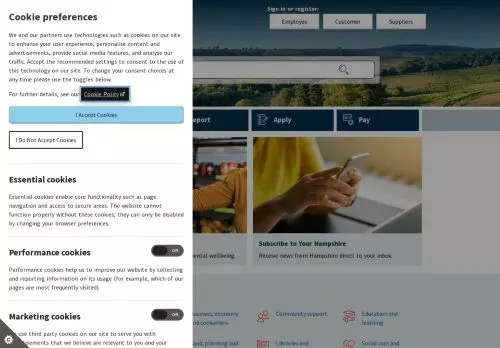 Cookie preferences
Sign in or register:
Employee
Customer
Suppliers
We and our partners use technologies such as cookies on our site
to enhance your user experience, personalise content and
advertisements, provide social media features, and analyse our
traffic. Accept the recommended settings to consent to the use of
this technology on our site. To change your consent choices at
any time please use the toggles below.
For further details, see our Cookie Policy
I Accept Cookies
I Do Not Accept Cookies
Apply
Pay
Essential cookies
Essential cookies enable core functionality such as page
navigation and access to secure areas. The website cannot
function properly without these cookies; they can only be disabled
by changing your browser preferences.
Performance cookies
Off
Performance cookies help us to improve our website by collecting
and reporting information on its usage (for example, which of our
pages are most frequently visited).
Subscribe to Your Hampshire
Receive news from Hampshire direct to your inbox.
Marketing cookies
Off
use third party cookies on our site to serve you with
that we believe are relevant to you and your
economy
and consumers
Community support
Education and
learning
planning and
Libraries and
Social care and